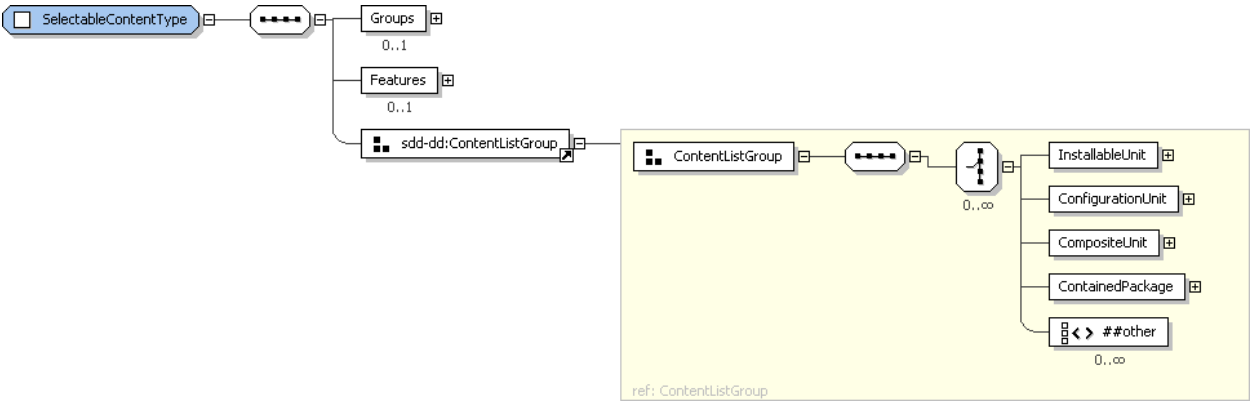 SelectableContentType
Groups
0..1
Features
0..1
sdd-dd:ContentListGroup
ContentListGroup
0..∞
InstallableUnit
ConfigurationUnit
CompositeUnit
ContainedPackage
##other
0..∞
ref: ContentListGroup